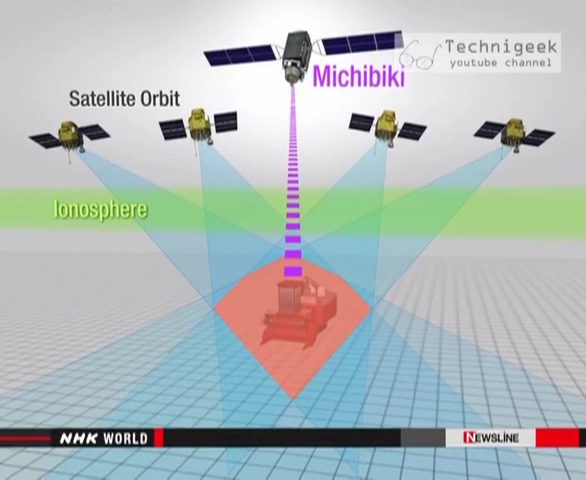 Technigeek
youtube channel
Michibiki
Satellite Orbit
Ionosphere
NHK WORLD
NEWSLINE